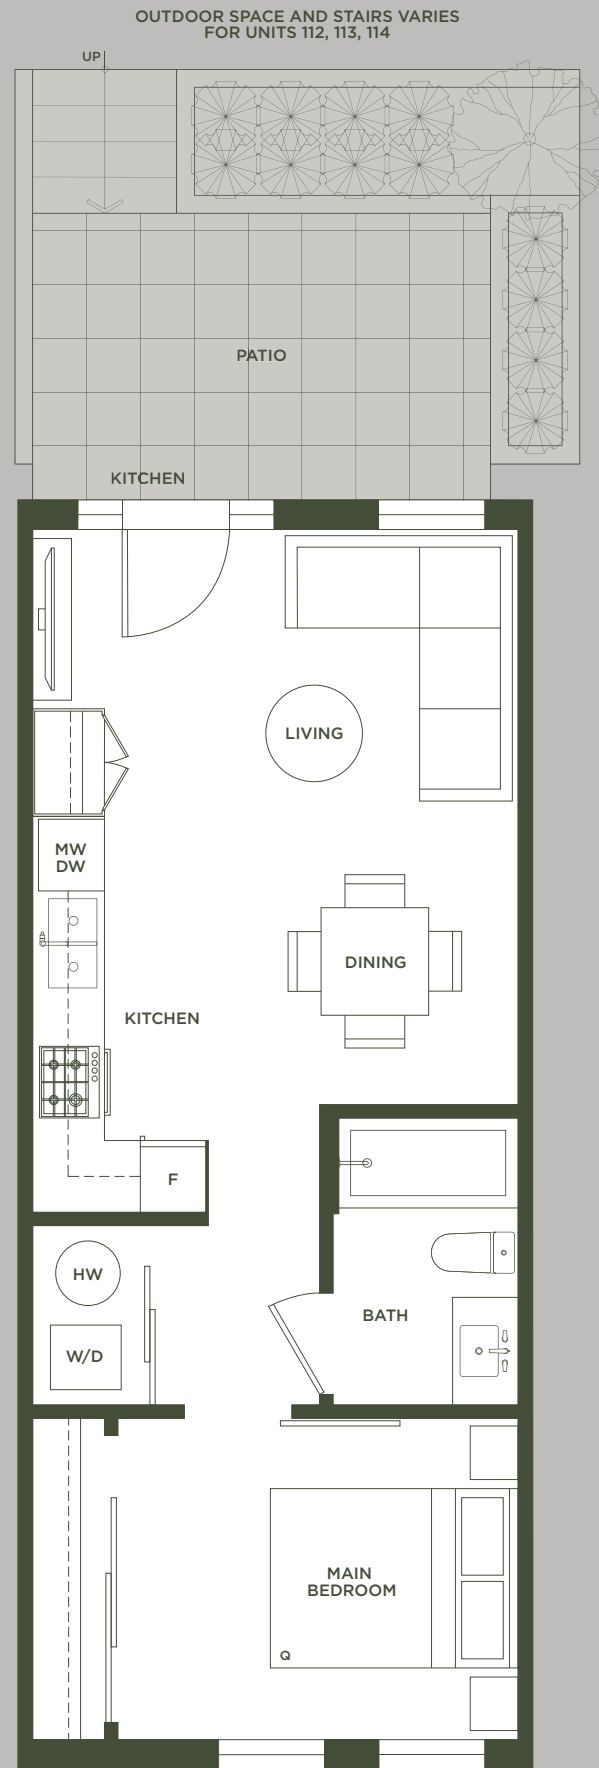 OUTDOOR SPACE AND STAIRS VARIES
FOR UNITS 112, 113, 114
UP
PATIO
KITCHEN
LIVING
MW
DW
DINING
KITCHEN
F
HW
BATH
W/D
MAIN
BEDROOM
Q